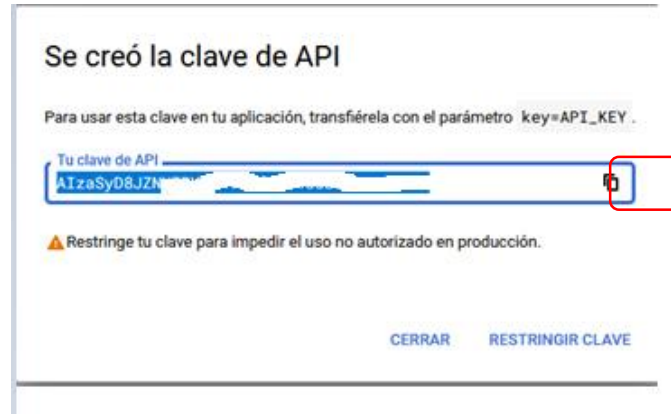 Se creó la clave de API
Para usar esta clave en tu aplicación, transfiérela con el parámetro key=API_KEY .
Tu clave de API
Restringe tu clave para impedir el uso no autorizado en producción.
CERRAR RESTRINGIR CLAVE